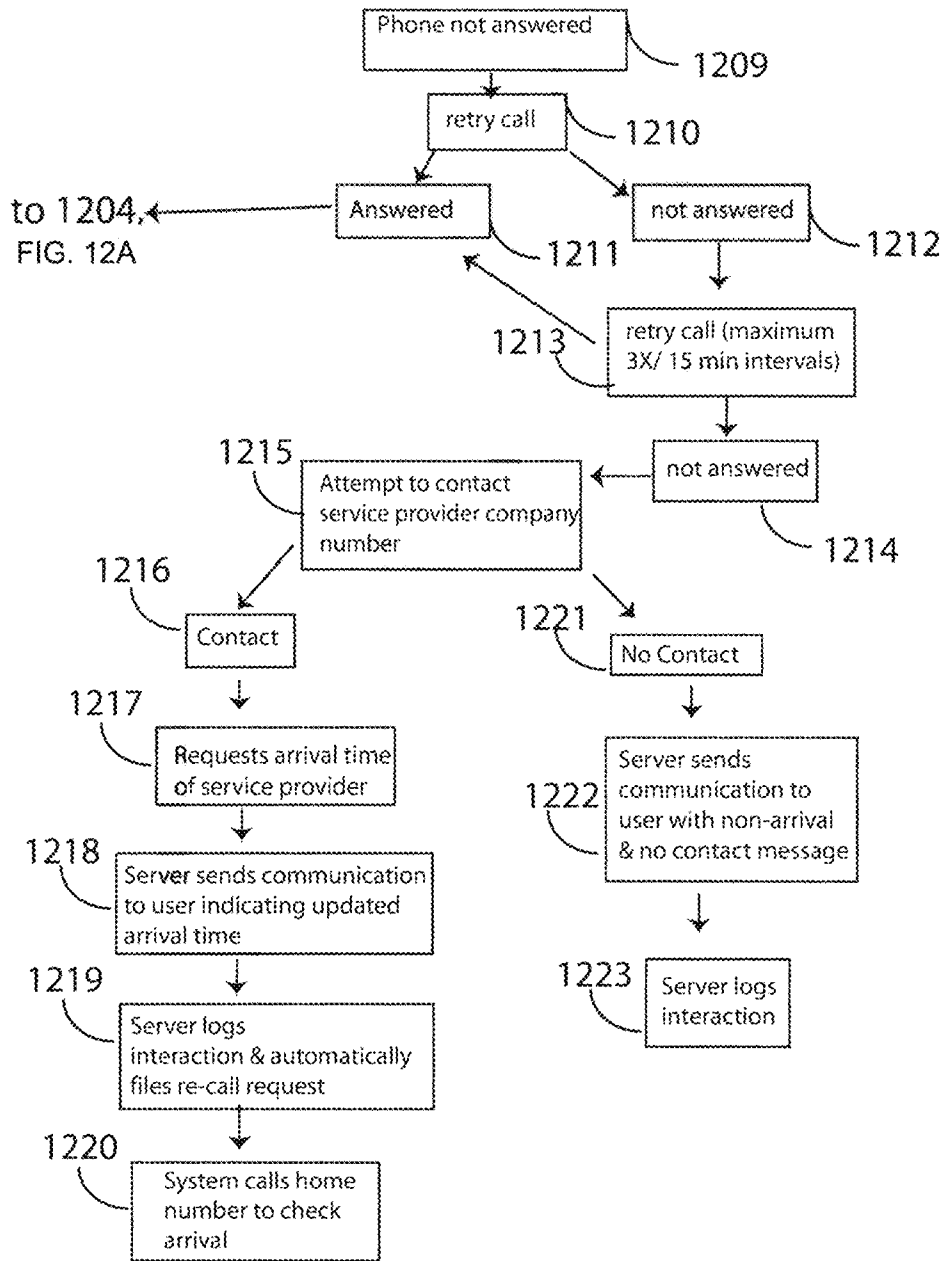 Phone not answered
1209
retry call
1210
to 1204,
FIG. 12A
Answered
1211
not answered
1212
retry call (maximum
3X/ 15 min intervals)
1213
not answered
1214
1215
Attempt to contact
service provider company
number
1216
Contact
1221
No Contact
1217
Requests arrival time
of service provider
1222
Server sends
communication to
user with non-arrival
& no contact message
1218
Server sends communication
to user indicating updated
arrival time
1219
Server logs
interaction & automatically
files re-call request
1223
Server logs
interaction
1220
System calls home
number to check
arrival